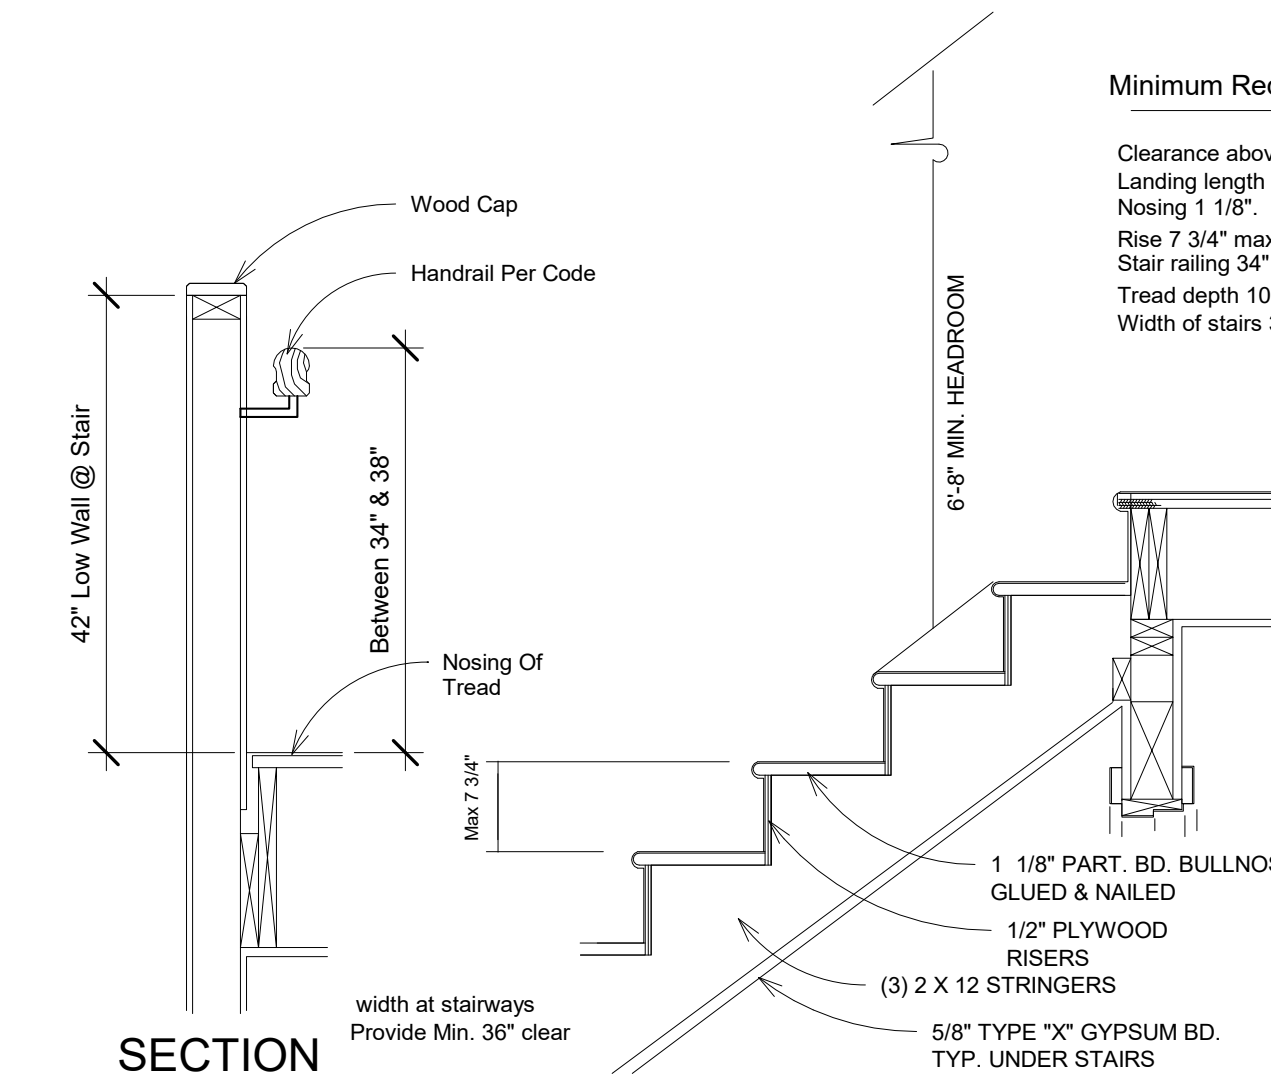 Minimum
Clearance
Landing length
Nosing 1 1/8".
Rise 7 3/4" max
Stair railing 34"
Tread depth 10
Width of stairs
Wood Cap
Handrail Per Code
42" Low Wall @ Stair
Between 34" & 38"
6'-8" MIN. HEADROOM
Nosing Of
Tread
Max 7 3/4"
1 1/8" PART. BD.
GLUED & NAILED
1/2" PLYWOOD
RISERS
(3) 2 X 12 STRINGERS
5/8" TYPE "X" GYPSUM BD.
TYP. UNDER STAIRS
width at stairways
Provide Min. 36" clear
SECTION